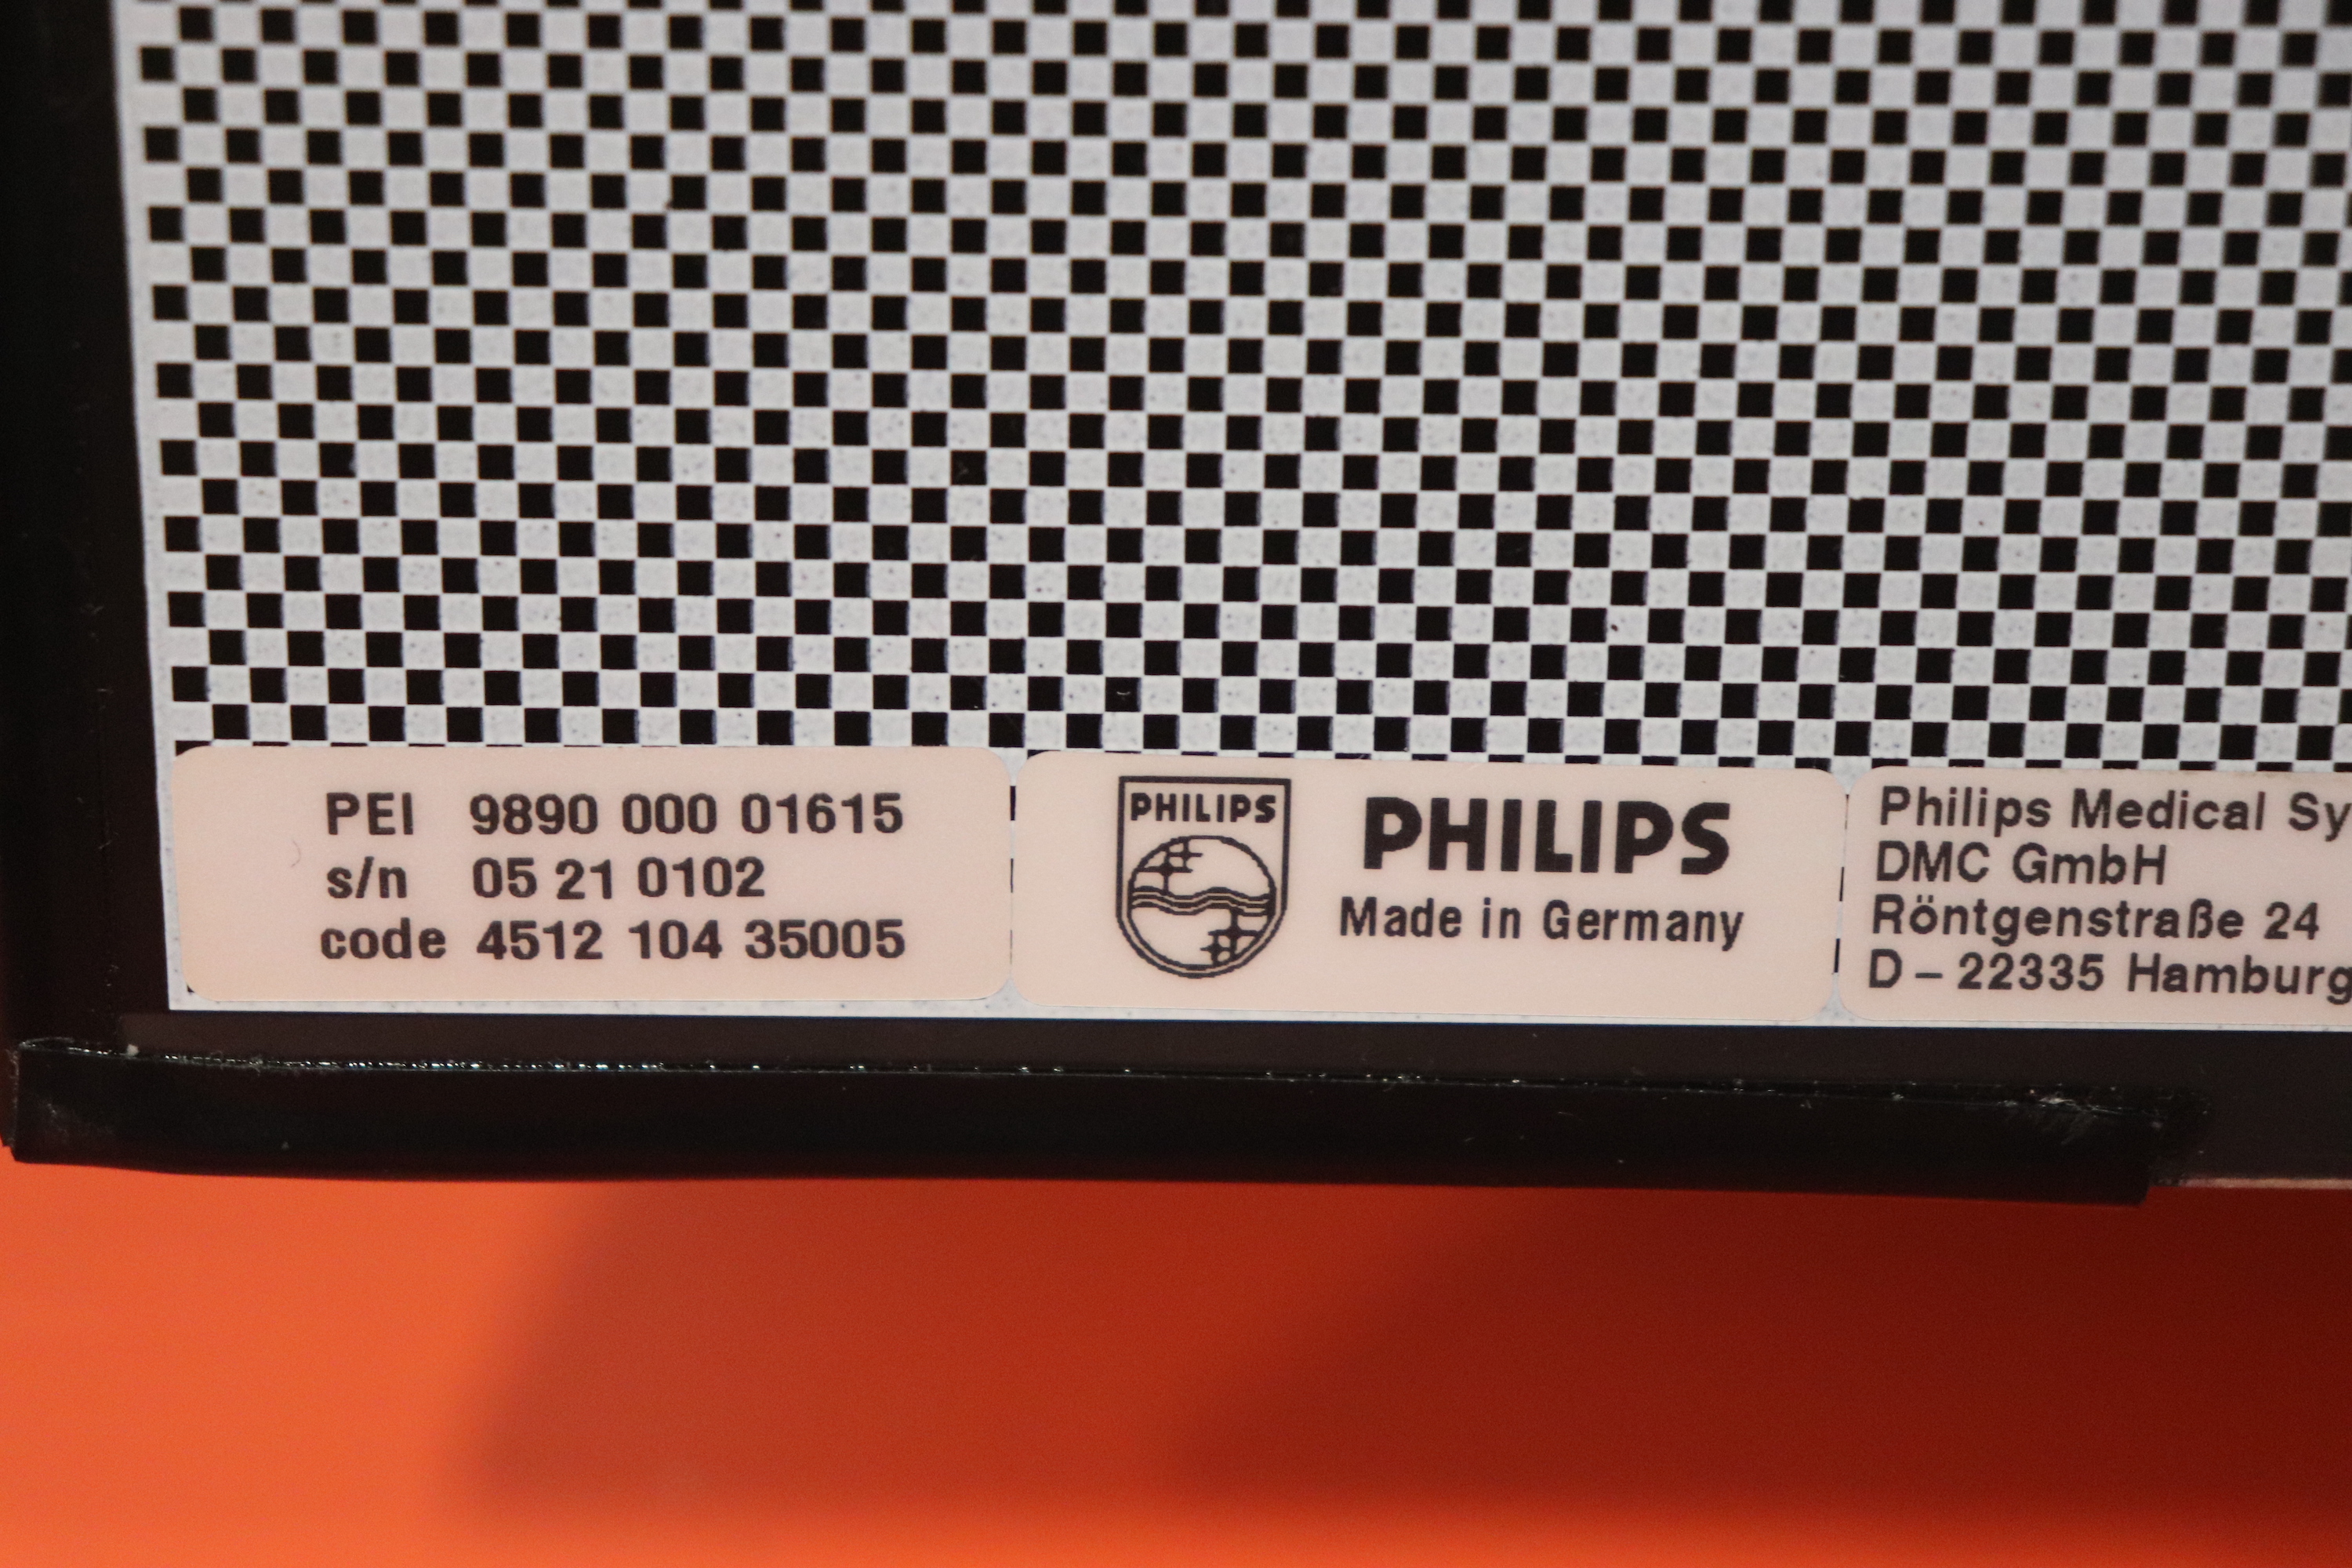 PEI 9890 000 01615
s/n 05 21 0102
code 4512 104 35005
PHILIPS
PHILIPS
Made in Germany
Philips Medical Sy
DMC GmbH
Röntgenstraße 24
D – 22335 Hamburg